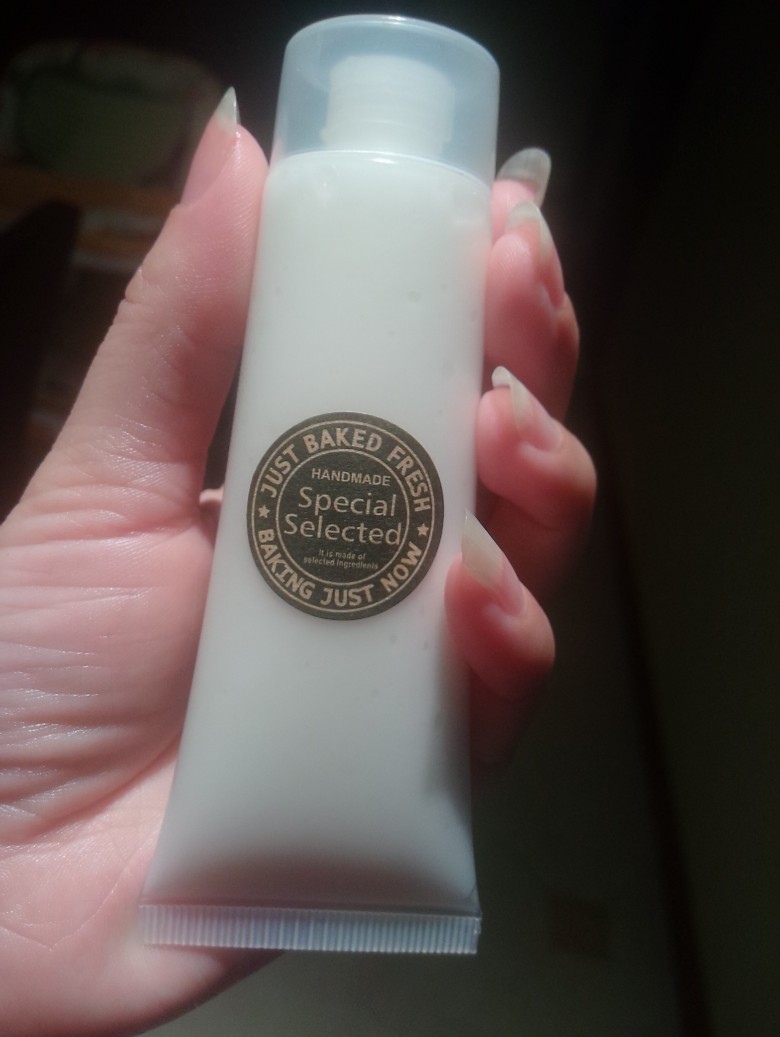 JUST BAKED FRESH
HANDMADE
Special
Selected
It is made of
selected ingredients
BAKING JUST NOW